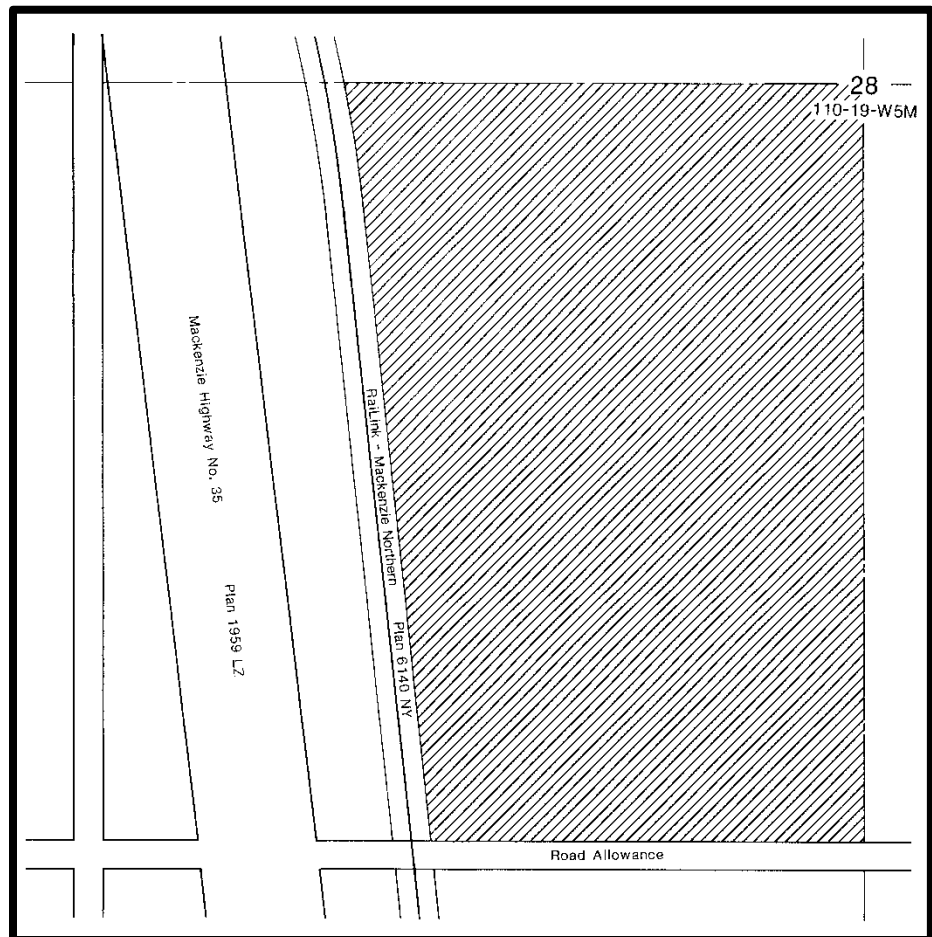 28
110-19-W5M
Mackenzie Highway No. 35
Plan 1959 LZ
RaiLink - Mackenzie Northern
Plan 6140 NY
Road Allowance